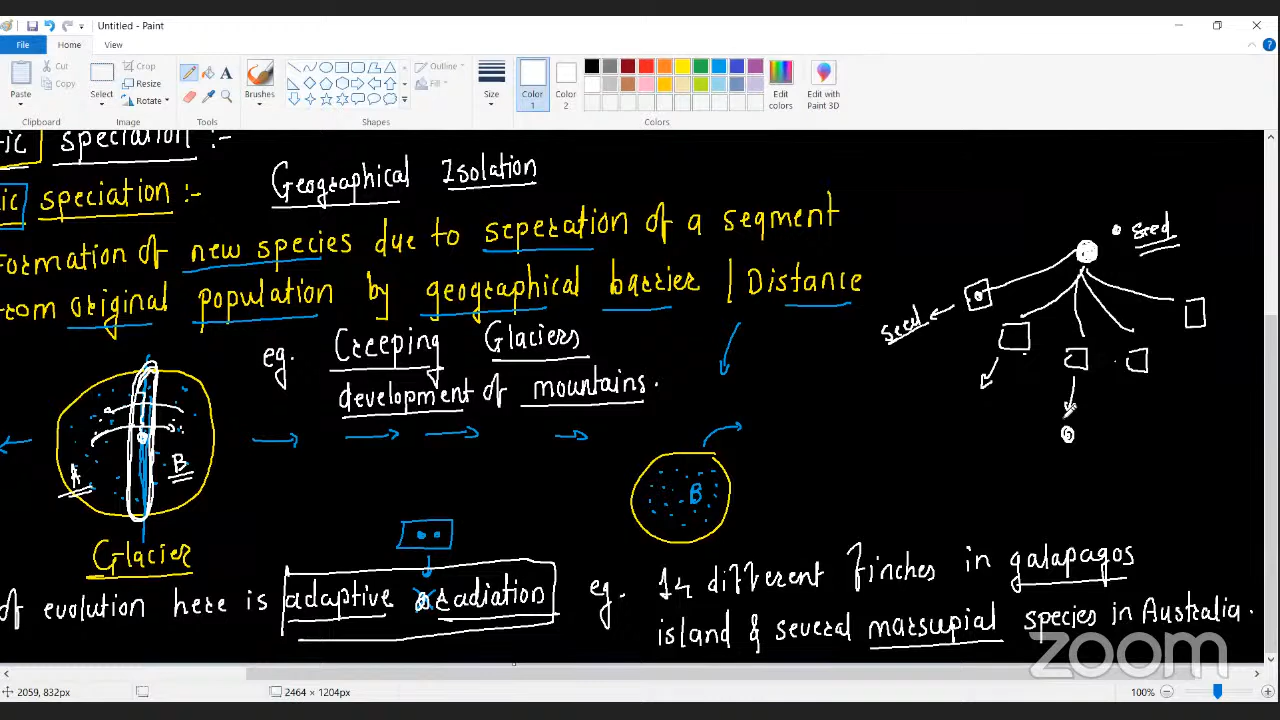 Untitled - Paint
File Home View
Cut
Copy
Paste
Clipboard
Crop
Resize
Rotate
Select
Image
Tools
Brushes
Shapes
Outline
Fill
Size
Color 1
Color 2
Edit colors
Colors
Edit with Paint 3D
ic speciation :-
ic speciation :-
Geographical Isolation
Formation of new species due to seperation of a segment
from original population by geographical barrier / Distance
eg. Creeping Glaciers
development of mountains.
seed
seed
A
B
B
Glacier
of evolution here is adaptive radiation
eg. 14 different Finches in galapagos
island & several marsupial species in Australia.
zoom
2059, 832px
2464 × 1204px
100%